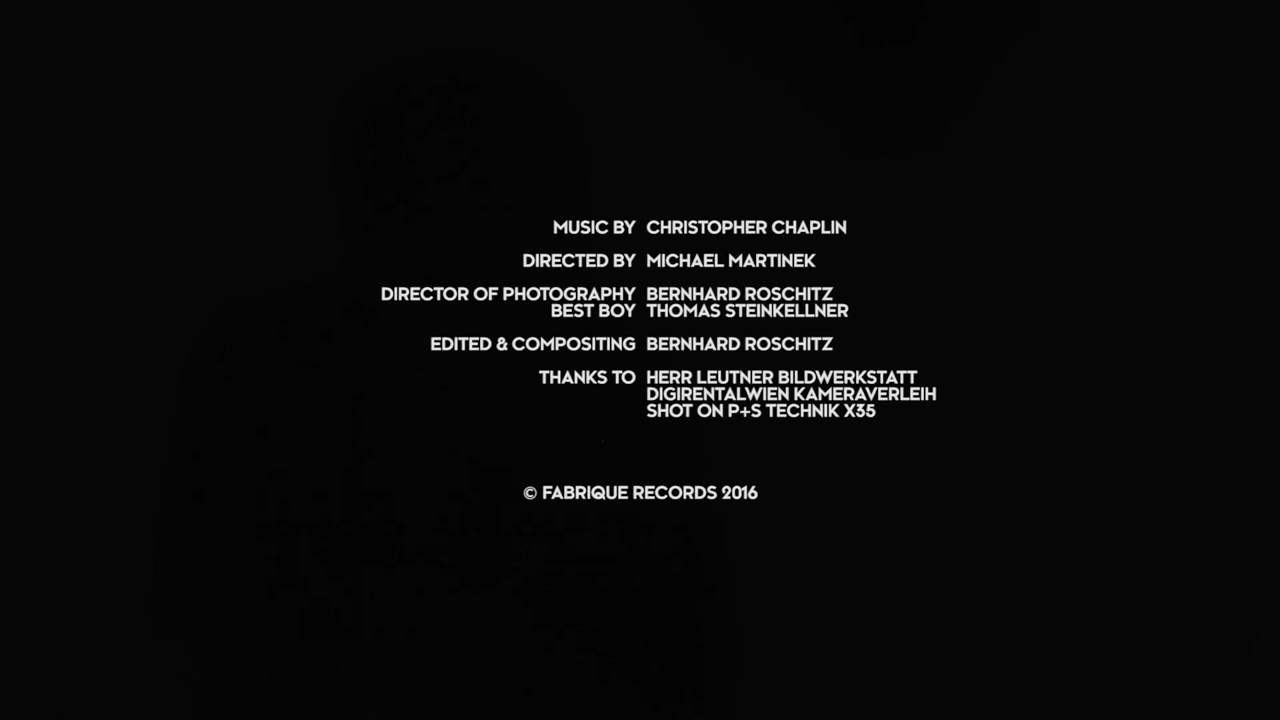 MUSIC BY CHRISTOPHER CHAPLIN
DIRECTED BY MICHAEL MARTINEK
DIRECTOR OF PHOTOGRAPHY BERNHARD ROSCHITZ
BEST BOY THOMAS STEINKELLNER
EDITED & COMPOSITING BERNHARD ROSCHITZ
THANKS TO HERR LEUTNER BILDWERKSTATT
DIGIRENTALWIEN KAMERAVERLEIH
SHOT ON P+S TECHNIK X35
© FABRIQUE RECORDS 2016